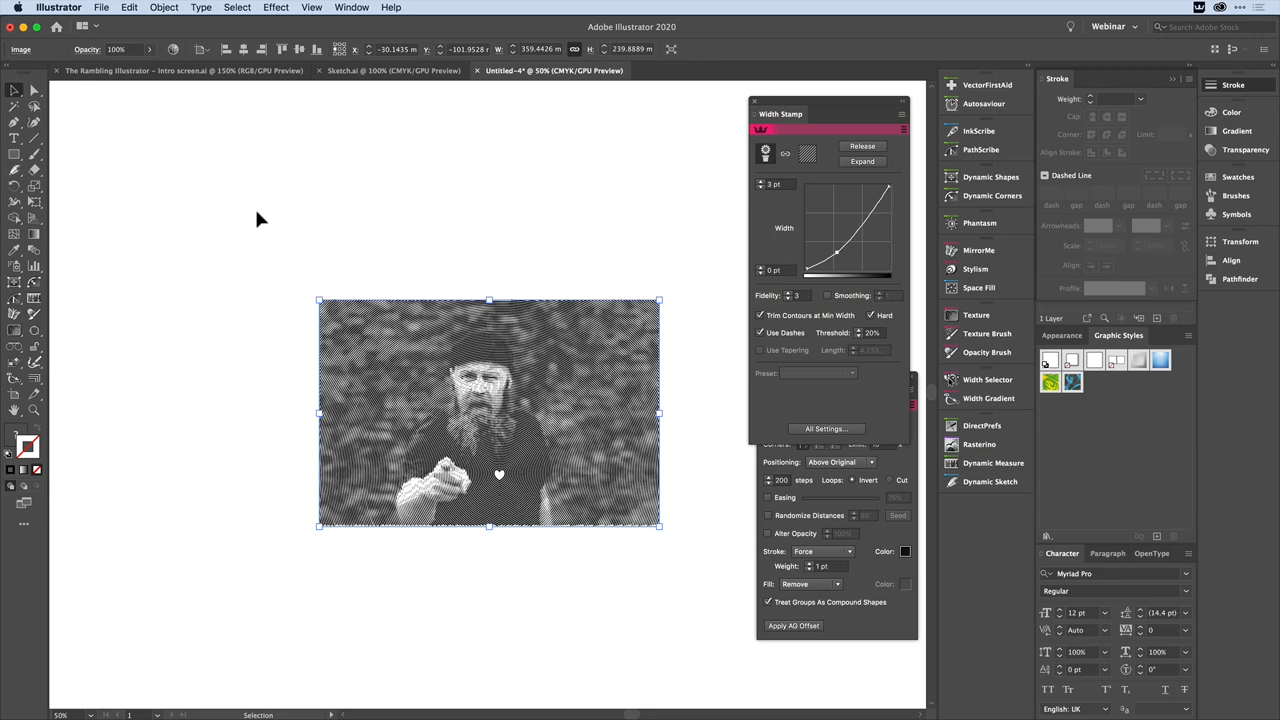 Illustrator File Edit Object Type Select Effect View Window Help
Adobe Illustrator 2020
Webinar
Search Adobe Stock
Image Opacity: 100% X: -30.1435 m Y: -101.9528 m W: 359.4426 m H: 239.8889 m
The Rambling Illustrator – Intro screen.ai @ 150% (RGB/GPU Preview)
Sketch.ai @ 100% (CMYK/GPU Preview)
Untitled-4* @ 50% (CMYK/GPU Preview)
Width Stamp
Release
Expand
3 pt
Width
0 pt
Fidelity: 3 Smoothing:
Trim Contours at Min Width Hard
Use Dashes Threshold: 20%
Use Tapering Length:
Preset:
All Settings...
Positioning: Above Original
200 steps Loops: Invert Cut
Easing 75%
Randomize Distances 50 Seed
Alter Opacity 100%
Stroke: Force Color:
Weight: 1 pt
Fill: Remove Color:
Treat Groups As Compound Shapes
Apply AG Offset
VectorFirstAid
Autosaviour
InkScribe
PathScribe
Dynamic Shapes
Dynamic Corners
Phantasm
MirrorMe
Stylism
Space Fill
Texture
Texture Brush
Opacity Brush
Width Selector
Width Gradient
DirectPrefs
Rasterino
Dynamic Measure
Dynamic Sketch
Stroke
Weight:
Cap:
Corner: Limit:
Align Stroke:
Dashed Line
dash gap dash gap dash gap
Arrowheads:
Scale:
Align:
Profile:
1 Layer
Appearance Graphic Styles
Character Paragraph OpenType
Myriad Pro
Regular
12 pt (14.4 pt)
Auto 0
100% 100%
0 pt 0°
English: UK
Stroke
Color
Gradient
Transparency
Swatches
Brushes
Symbols
Transform
Align
Pathfinder
50% 1 Selection